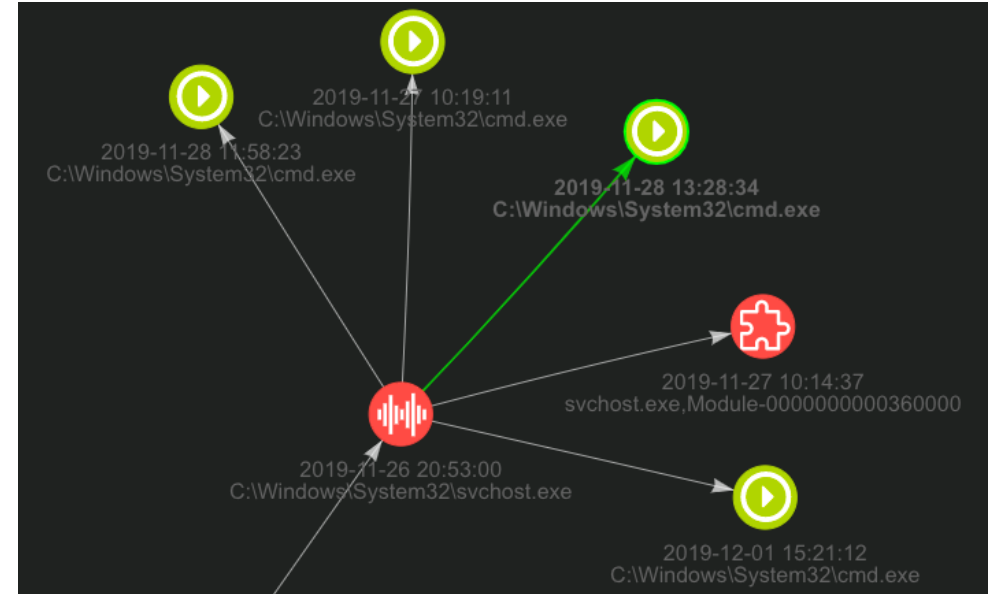 2019-11-27 10:19:11
C:\Windows\System32\cmd.exe
2019-11-28 11:58:23
C:\Windows\System32\cmd.exe
2019-11-28 13:28:34
C:\Windows\System32\cmd.exe
2019-11-27 10:14:37
svchost.exe,Module-0000000000360000
2019-11-26 20:53:00
C:\Windows\System32\svchost.exe
2019-12-01 15:21:12
C:\Windows\System32\cmd.exe